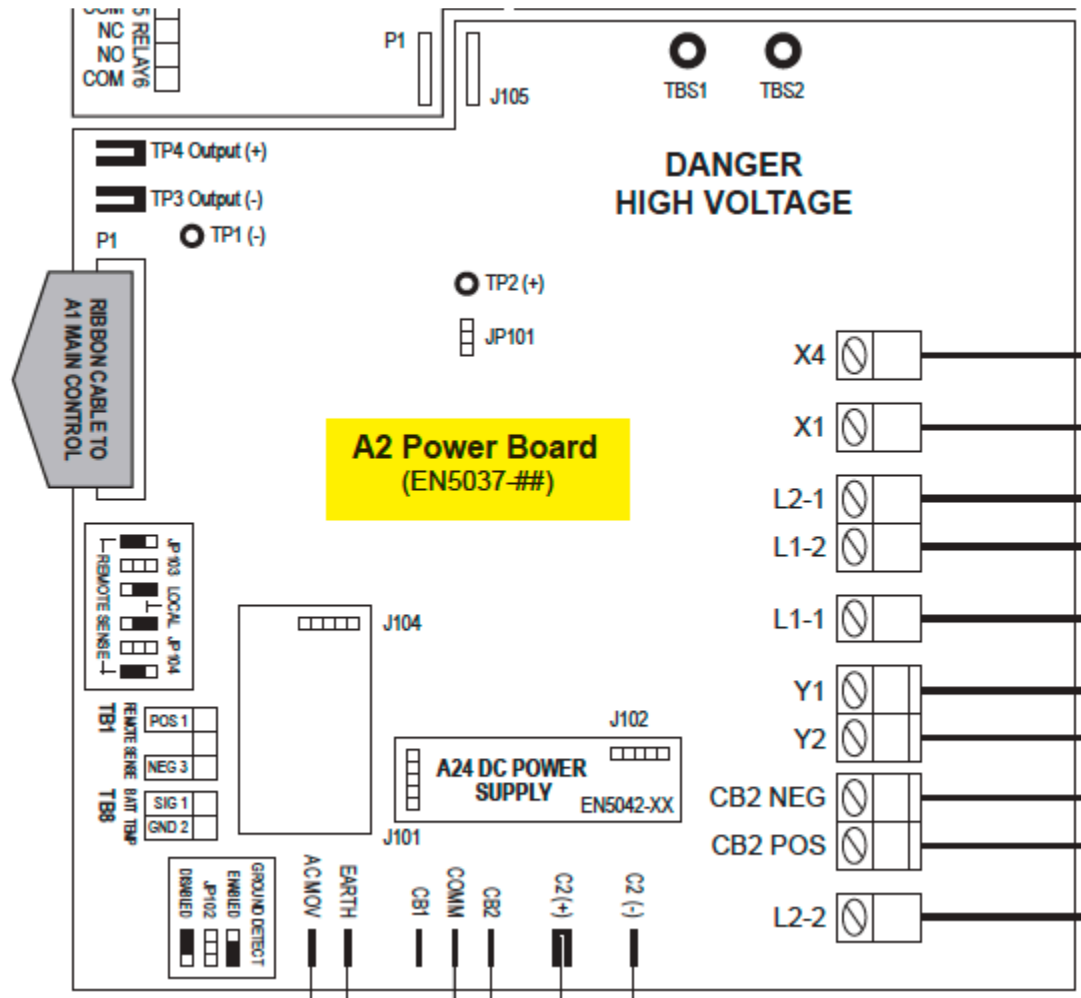 COM
5 RELAY6
NC
NO
COM
P1
J105
TBS1
TBS2
TP4 Output (+)
TP3 Output (-)
P1
TP1 (-)
DANGER
HIGH VOLTAGE
TP2 (+)
JP101
RIBBON CABLE TO
A1 MAIN CONTROL
A2 Power Board
(EN5037-##)
X4
X1
L2-1
L1-2
L1-1
Y1
Y2
CB2 NEG
CB2 POS
L2-2
JP103 LOCAL JP104
REMOTE SENSE
J104
TB1
REMOTE SENSE
POS 1
NEG 3
TB8
BATT TEMP
SIG 1
GND 2
J102
A24 DC POWER
SUPPLY
EN5042-XX
J101
GROUND DETECT
ENABLED
JP102
DISABLED
AC MOV
EARTH
CB1
COMM
CB2
C2 (+)
C2 (-)